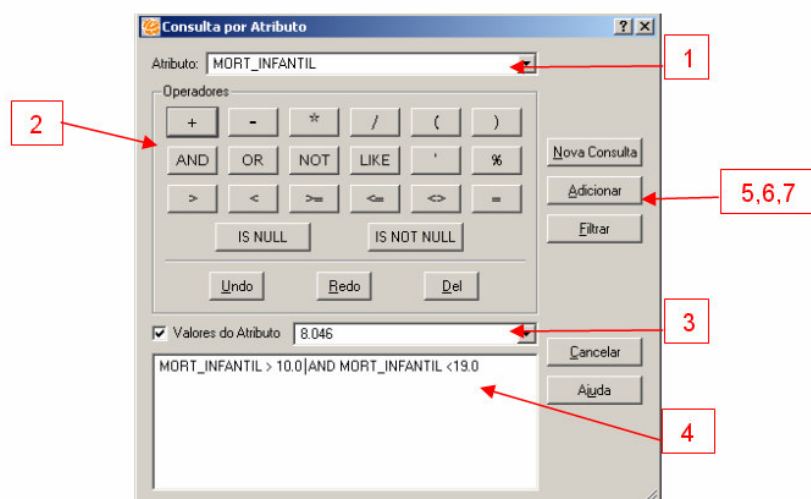 Consulta por Atributo
Atributo: MORT_INFANTIL
1
Operadores
2
+ - * / ( )
AND OR NOT LIKE ' %
Nova Consulta
> < >= <= <> =
Adicionar
5,6,7
IS NULL IS NOT NULL
Filtrar
Undo Redo Del
Valores do Atributo 8.046
3
Cancelar
MORT_INFANTIL > 10.0 AND MORT_INFANTIL <19.0
Ajuda
4